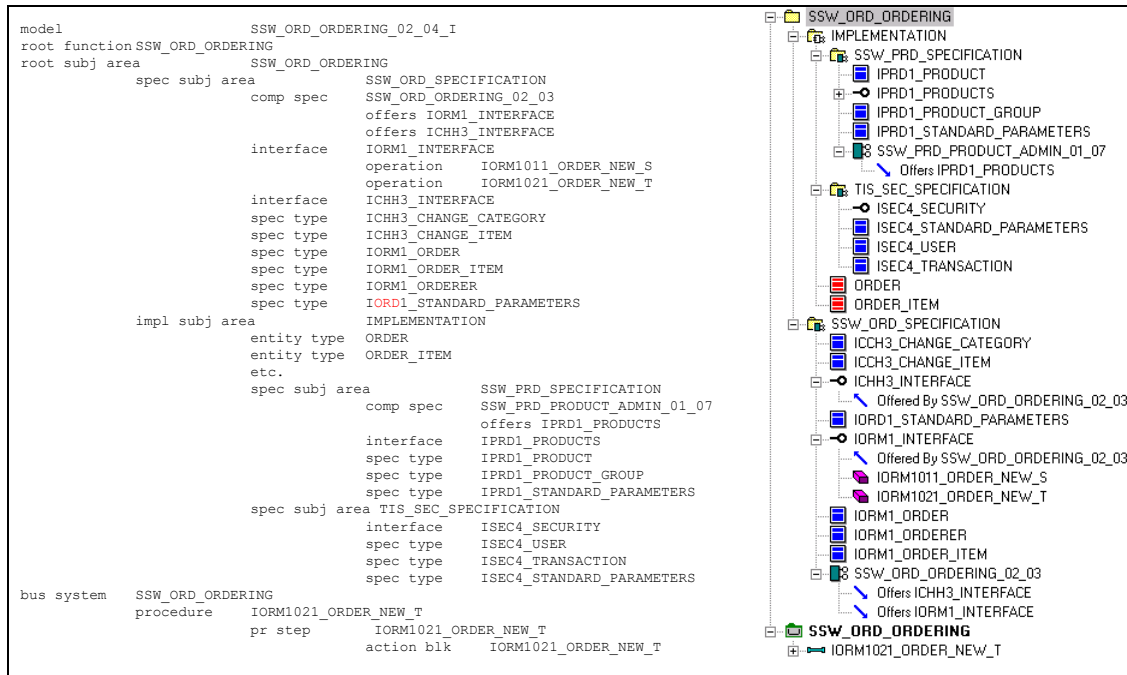 model SSW_ORD_ORDERING_02_04_I
root function SSW_ORD_ORDERING
root subj area SSW_ORD_ORDERING
spec subj area SSW_ORD_SPECIFICATION
comp spec SSW_ORD_ORDERING_02_03
offers IORM1_INTERFACE
offers ICHH3_INTERFACE
interface IORM1_INTERFACE
operation IORM1011_ORDER_NEW_S
operation IORM1021_ORDER_NEW_T
interface ICHH3_INTERFACE
spec type ICHH3_CHANGE_CATEGORY
spec type ICHH3_CHANGE_ITEM
spec type IORM1_ORDER
spec type IORM1_ORDER_ITEM
spec type IORM1_ORDERER
spec type IORD1_STANDARD_PARAMETERS
impl subj area IMPLEMENTATION
entity type ORDER
entity type ORDER_ITEM
etc.
spec subj area SSW_PRD_SPECIFICATION
comp spec SSW_PRD_PRODUCT_ADMIN_01_07
offers IPRD1_PRODUCTS
interface IPRD1_PRODUCTS
spec type IPRD1_PRODUCT
spec type IPRD1_PRODUCT_GROUP
spec type IPRD1_STANDARD_PARAMETERS
spec subj area TIS_SEC_SPECIFICATION
interface ISEC4_SECURITY
spec type ISEC4_USER
spec type ISEC4_TRANSACTION
spec type ISEC4_STANDARD_PARAMETERS
bus system SSW_ORD_ORDERING
procedure IORM1021_ORDER_NEW_T
pr step IORM1021_ORDER_NEW_T
action blk IORM1021_ORDER_NEW_T
SSW_ORD_ORDERING
IMPLEMENTATION
SSW_PRD_SPECIFICATION
IPRD1_PRODUCT
IPRD1_PRODUCTS
IPRD1_PRODUCT_GROUP
IPRD1_STANDARD_PARAMETERS
SSW_PRD_PRODUCT_ADMIN_01_07
Offers IPRD1_PRODUCTS
TIS_SEC_SPECIFICATION
ISEC4_SECURITY
ISEC4_STANDARD_PARAMETERS
ISEC4_USER
ISEC4_TRANSACTION
ORDER
ORDER_ITEM
SSW_ORD_SPECIFICATION
ICCH3_CHANGE_CATEGORY
ICCH3_CHANGE_ITEM
ICHH3_INTERFACE
Offered By SSW_ORD_ORDERING_02_03
IORD1_STANDARD_PARAMETERS
IORM1_INTERFACE
Offered By SSW_ORD_ORDERING_02_03
IORM1011_ORDER_NEW_S
IORM1021_ORDER_NEW_T
IORM1_ORDER
IORM1_ORDERER
IORM1_ORDER_ITEM
SSW_ORD_ORDERING_02_03
Offers ICHH3_INTERFACE
Offers IORM1_INTERFACE
SSW_ORD_ORDERING
IORM1021_ORDER_NEW_T